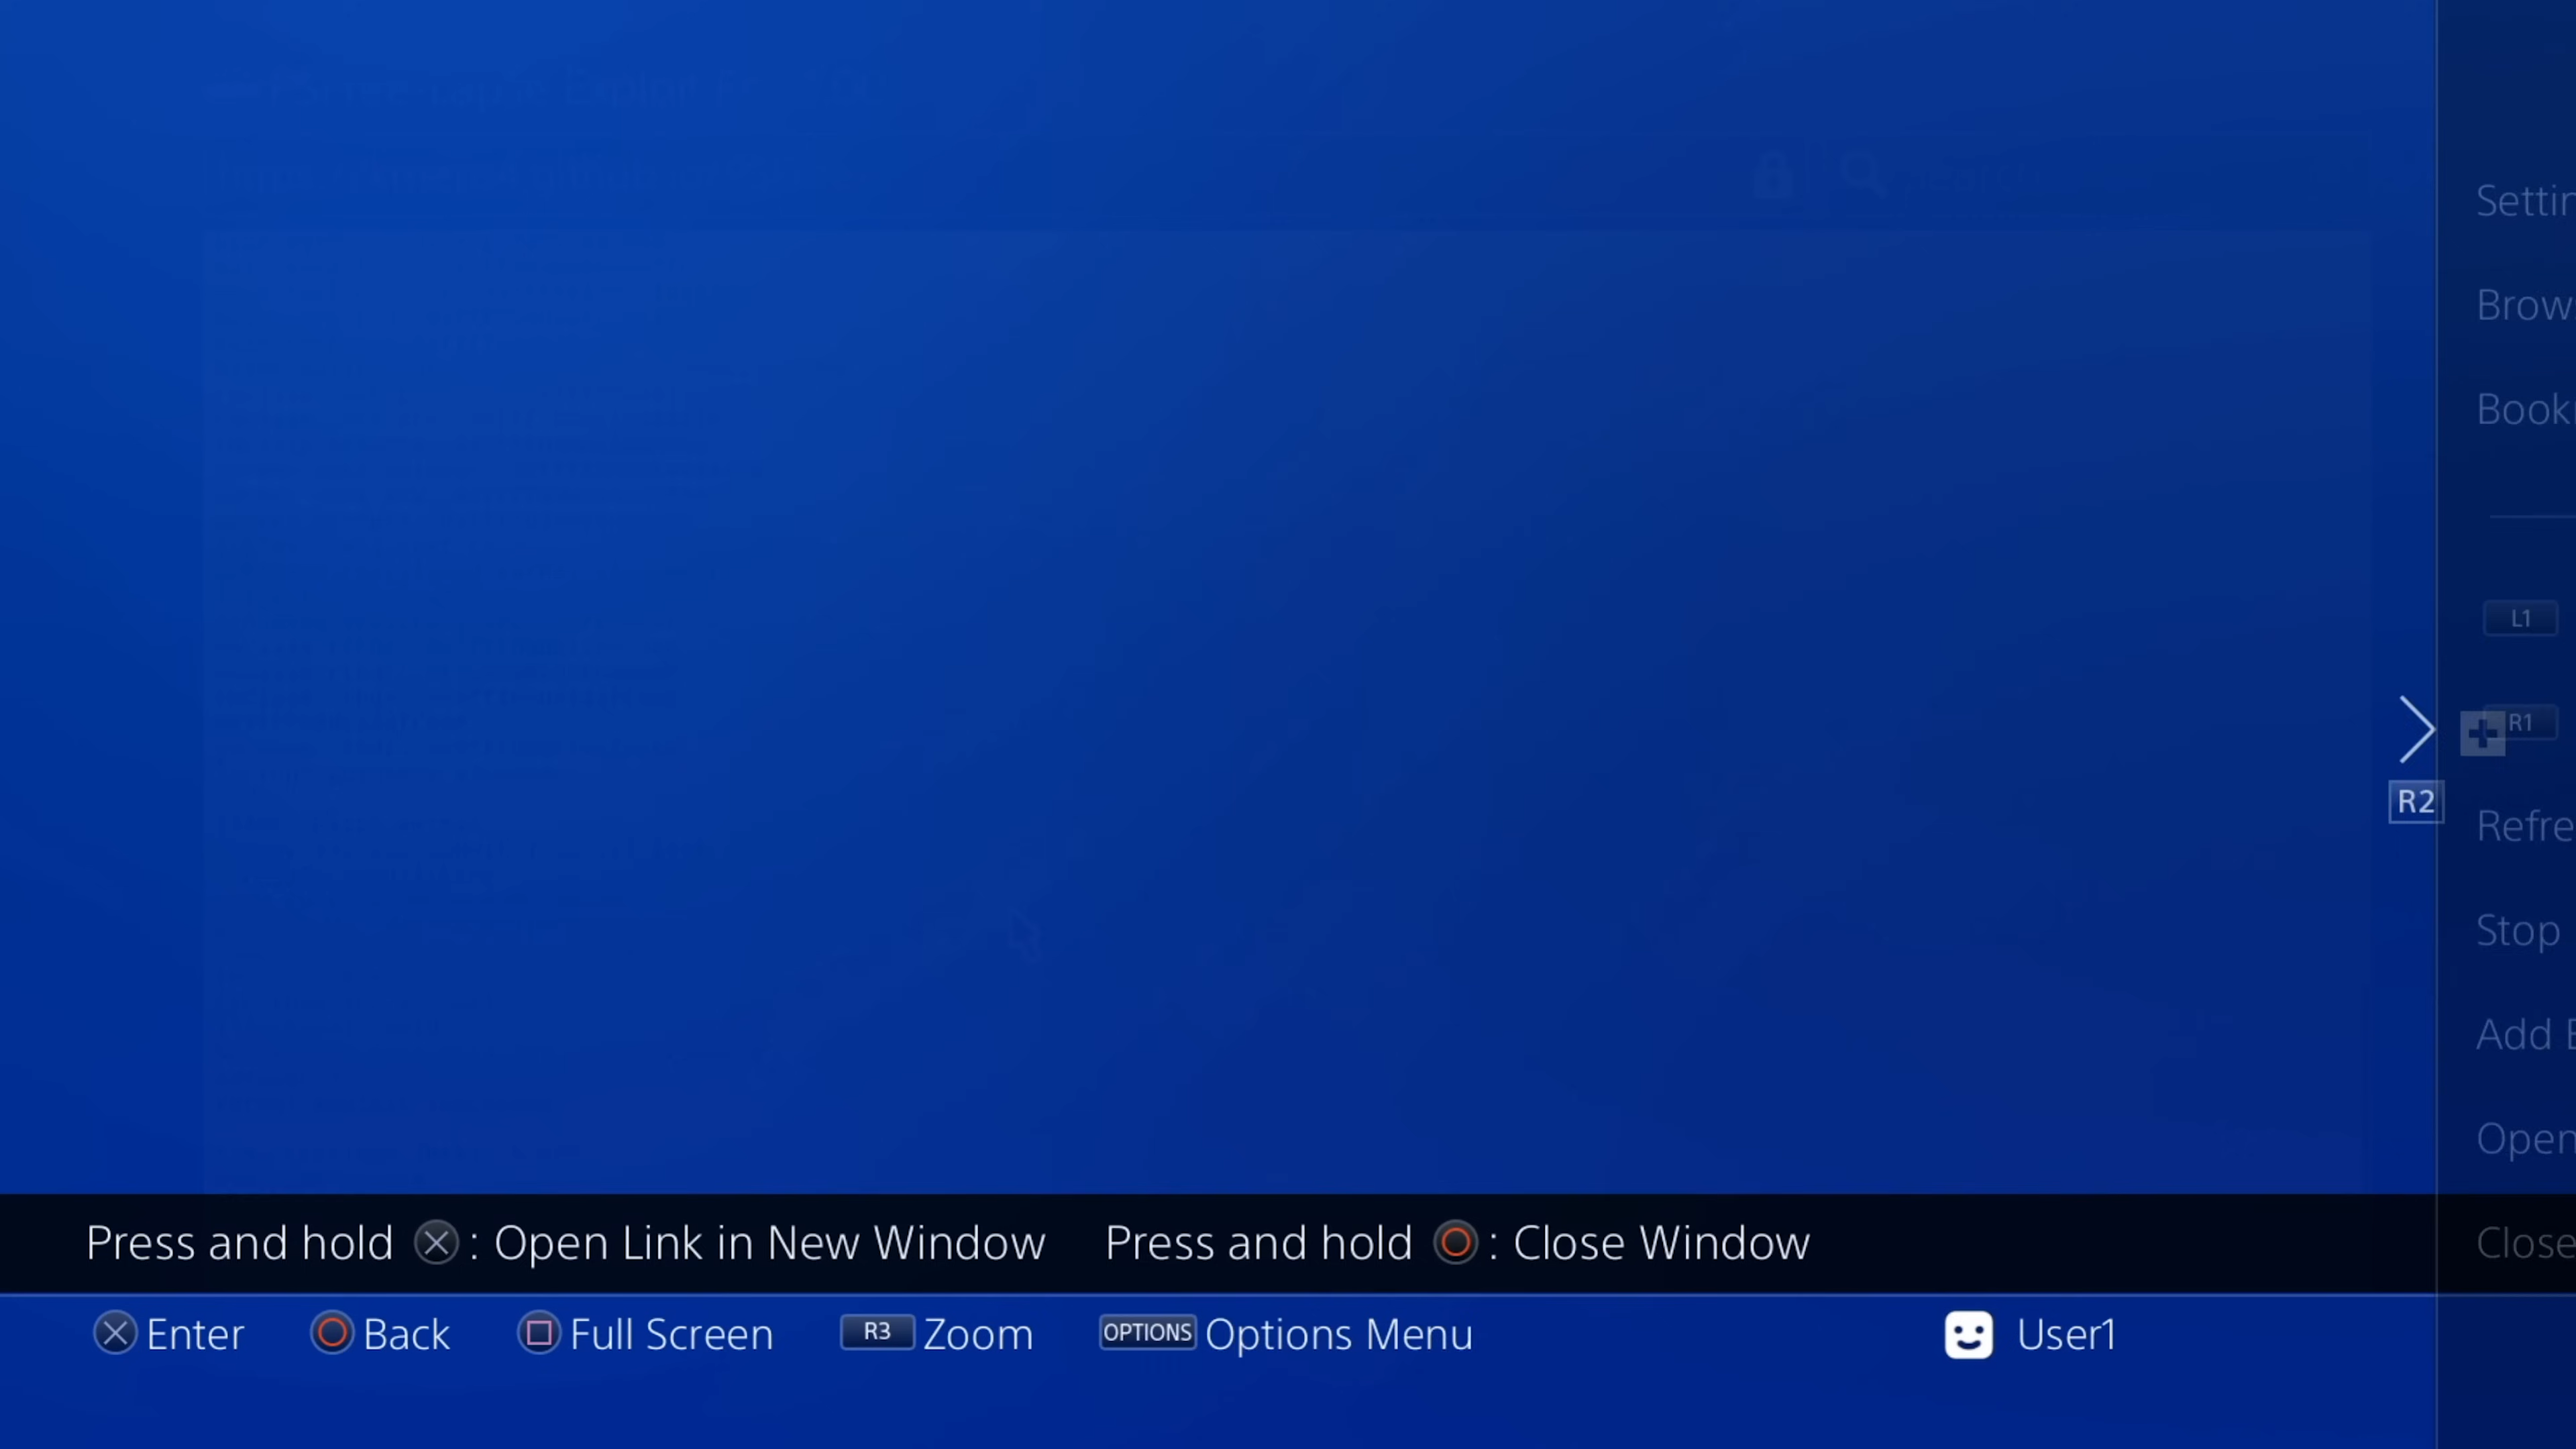 Settin
Brow
Book
L1
R1
R2
Refre
Stop
Add
Open
Press and hold : Open Link in New Window Press and hold : Close Window
Close
Enter Back Full Screen R3 Zoom OPTIONS Options Menu User1